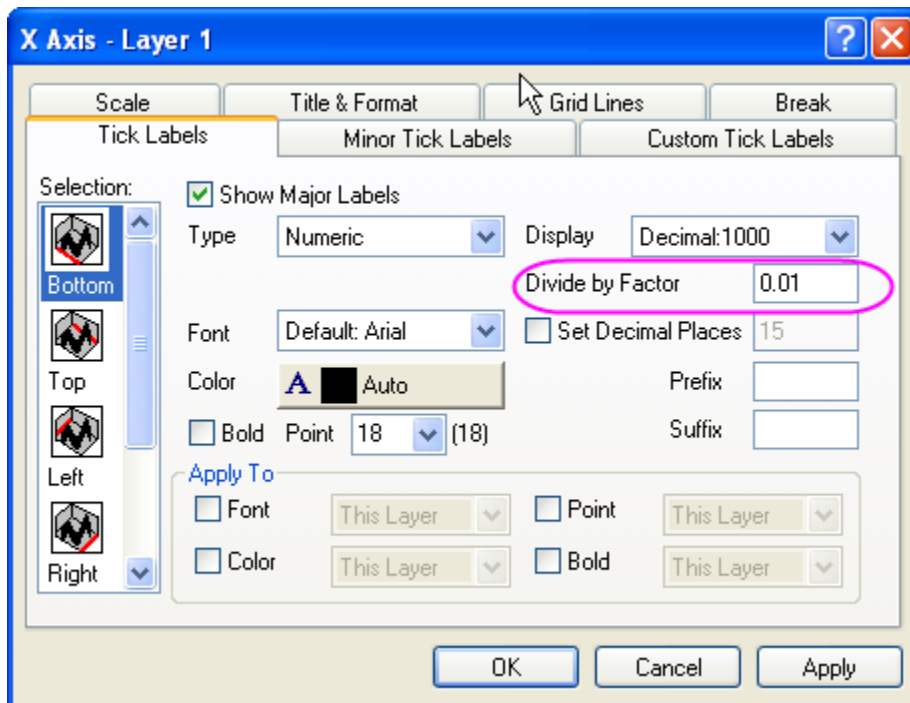 X Axis - Layer 1
Scale Title & Format Grid Lines Break
Tick Labels Minor Tick Labels Custom Tick Labels
Selection:
Show Major Labels
Type Numeric Display Decimal:1000
Bottom
Divide by Factor 0.01
Font Default: Arial Set Decimal Places 15
Top
Color A Auto Prefix
Bold Point 18 (18) Suffix
Left
Apply To
Font This Layer Point This Layer
Color This Layer Bold This Layer
Right
OK Cancel Apply